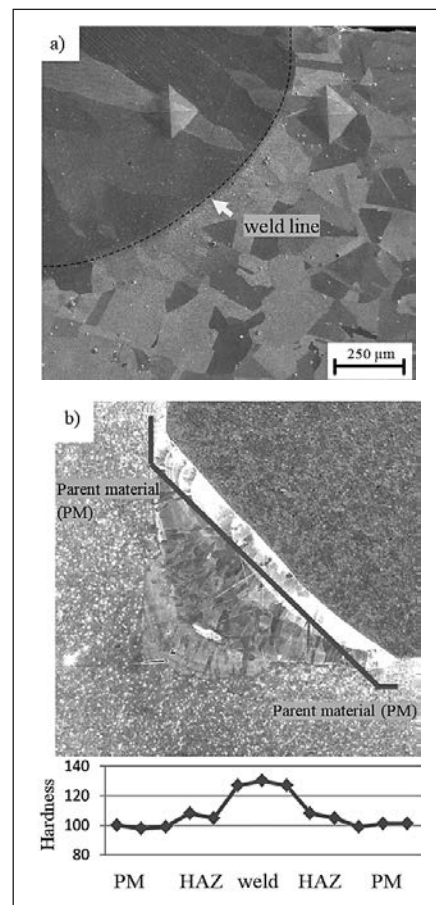 a)
weld line
250 µm
b)
Parent material
(PM)
Parent material (PM)
Hardness
140
120
100
80
PM HAZ weld HAZ PM